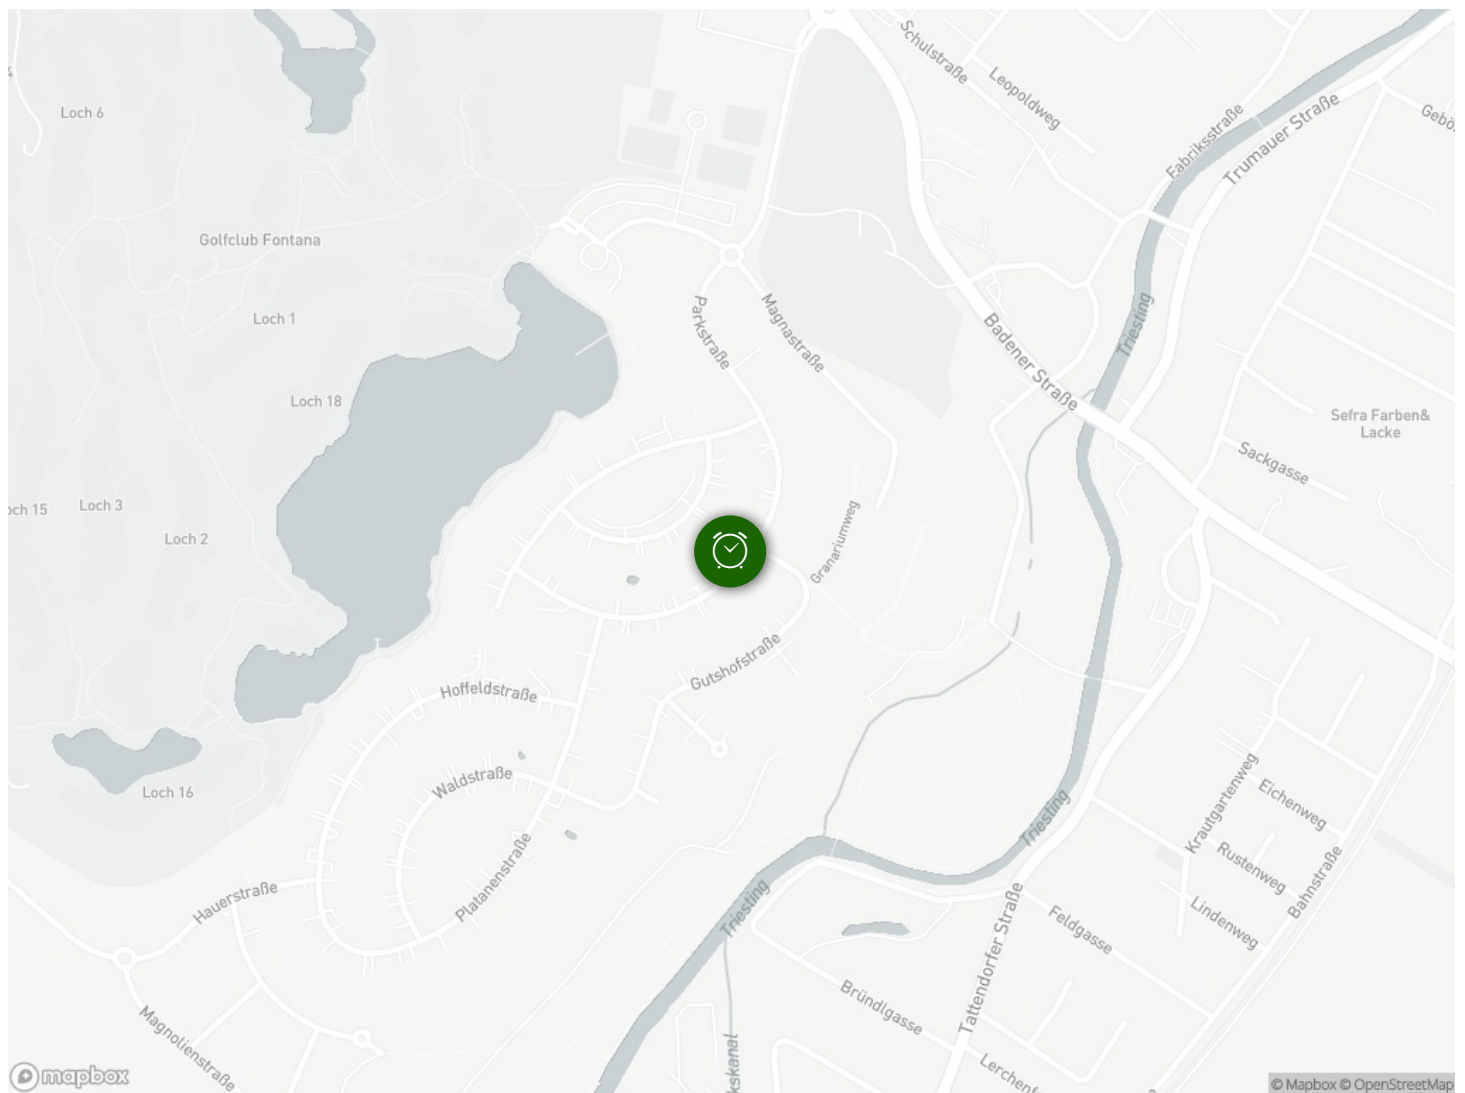 Schulstraße
Leopoldweg
Loch 6
Fabriksstraße
Trumauer Straße
Golfclub Fontana
Loch 1
Parkstraße
Magnastraße
Badener Straße
Triesting
Loch 18
Sefra Farben&
Lacke
Sackgasse
Loch 3
Loch 2
Granariumweg
Gutshofstraße
Hoffeldstraße
Waldstraße
Loch 16
Platanenstraße
Hauerstraße
Triesting
Triesting
Krautgartenweg
Eichenweg
Rustenweg
Lindenweg
Bahnstraße
Feldgasse
Tattendorfer Straße
Bründlgasse
Magnolienstraße
mapbox
© Mapbox © OpenStreetMap